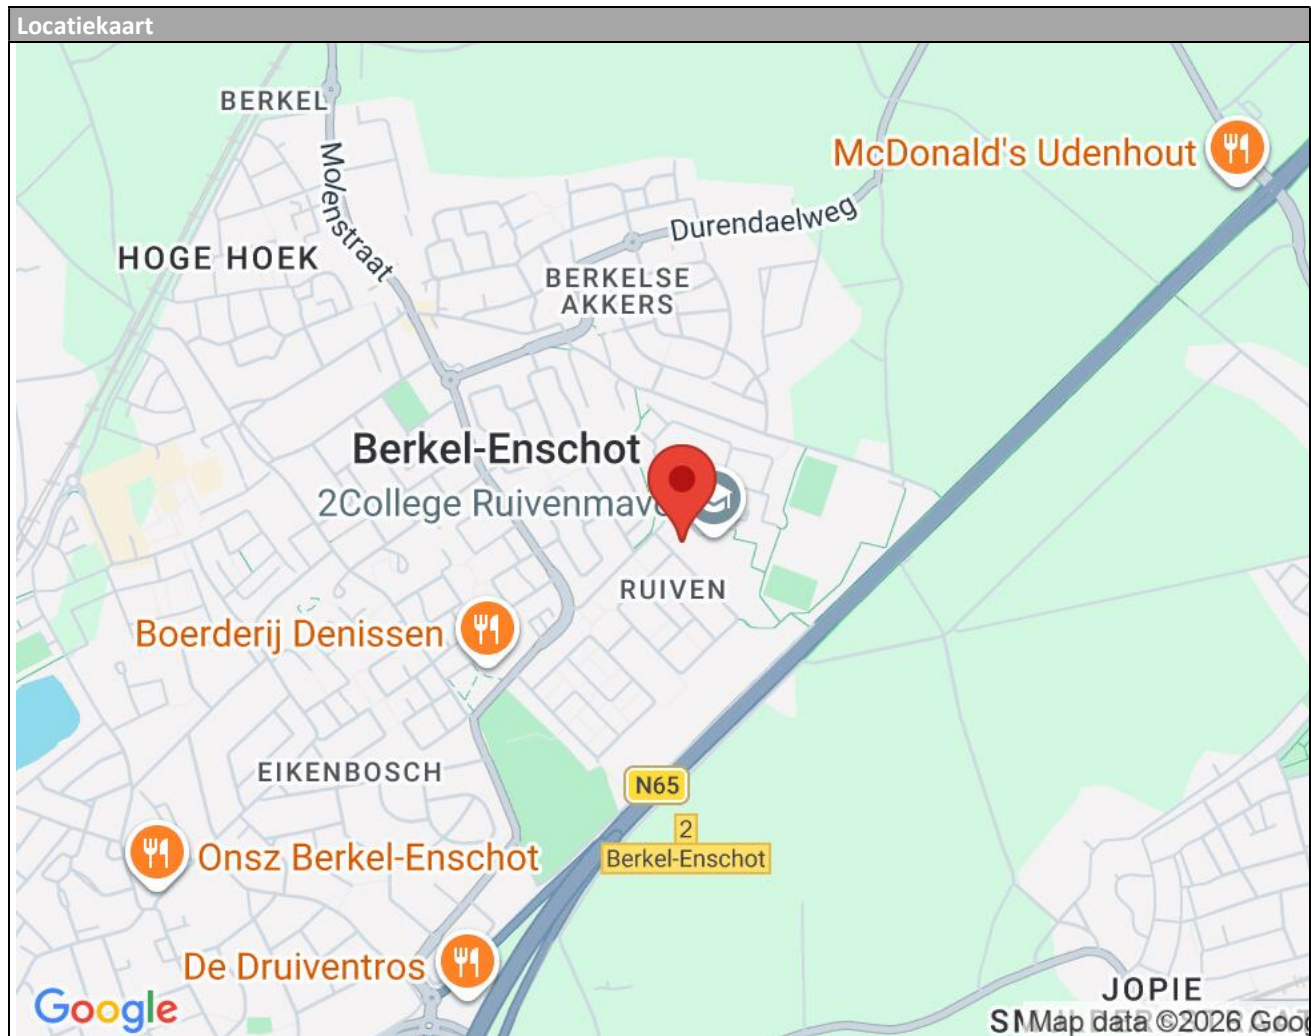 Locatiekaart
BERKEL
McDonald's Udenhout
Molenstraat
Durendaelweg
HOGE HOEK
BERKELSE
AKKERS
Berkel-Enschot
2College Ruivenmav
RUIVEN
Boerderij Denissen
EIKENBOSCH
N65
2
Berkel-Enschot
Onsz Berkel-Enschot
De Druiventros
JOPIE
Google
Map data ©2026 Goog